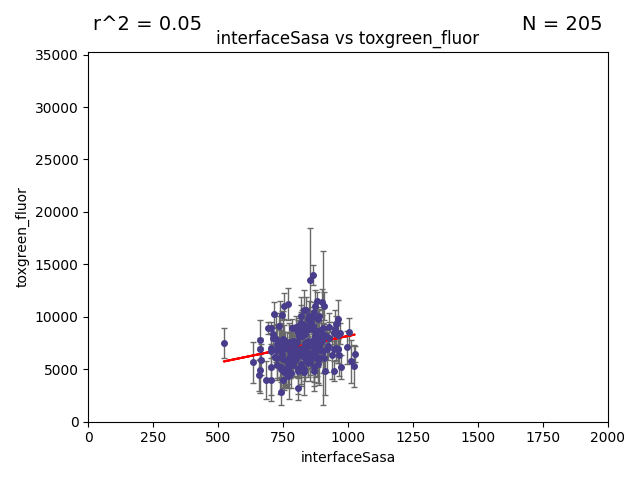 r^2 = 0.05
N = 205
interfaceSasa vs toxgreen_fluor
35000
30000
25000
20000
15000
10000
5000
0
toxgreen_fluor
0 250 500 750 1000 1250 1500 1750 2000
interfaceSasa